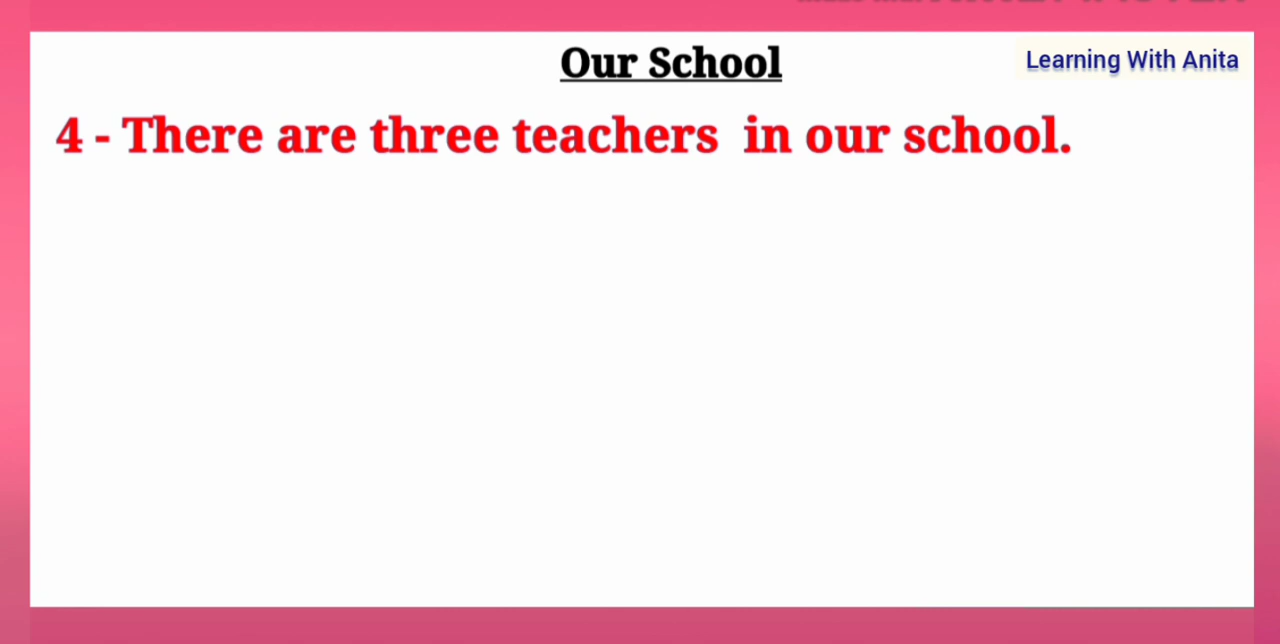 Our School
Learning With Anita
4 - There are three teachers  in our school.